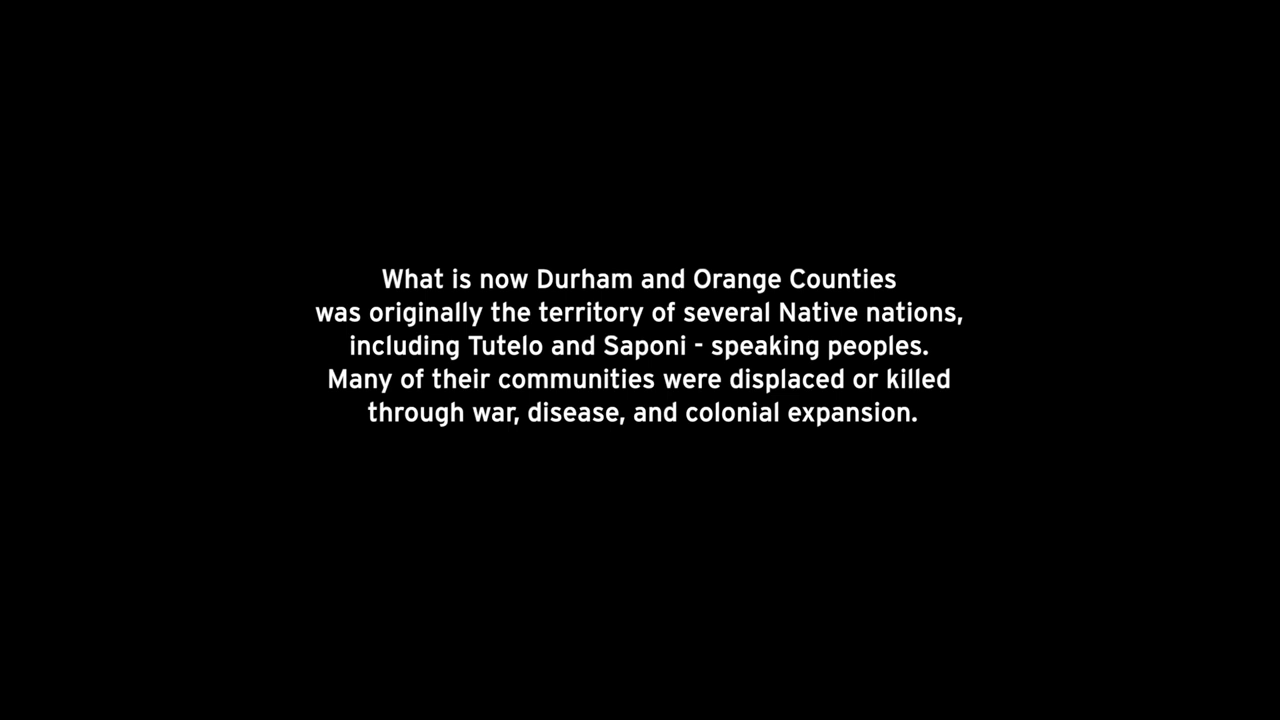 What is now Durham and Orange Counties
was originally the territory of several Native nations,
including Tutelo and Saponi - speaking peoples.
Many of their communities were displaced or killed
through war, disease, and colonial expansion.